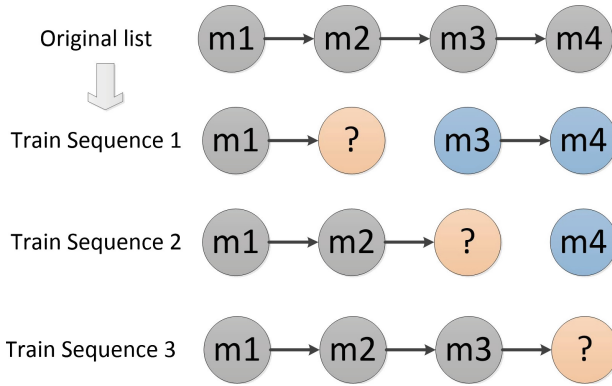 Original list m1 m2 m3 m4
Train Sequence 1 m1 ? m3 m4
Train Sequence 2 m1 m2 ? m4
Train Sequence 3 m1 m2 m3 ?